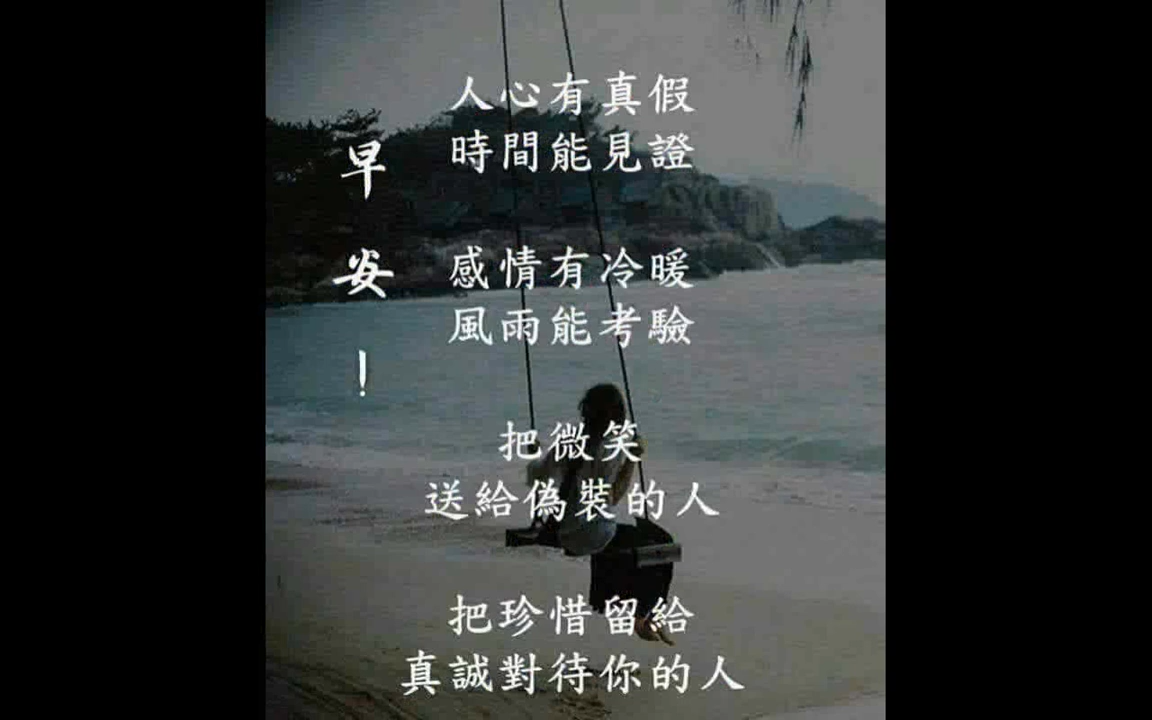 早安！
人心有真假
時間能見證
感情有冷暖
風雨能考驗
把微笑
送給偽裝的人
把珍惜留給
真誠對待你的人